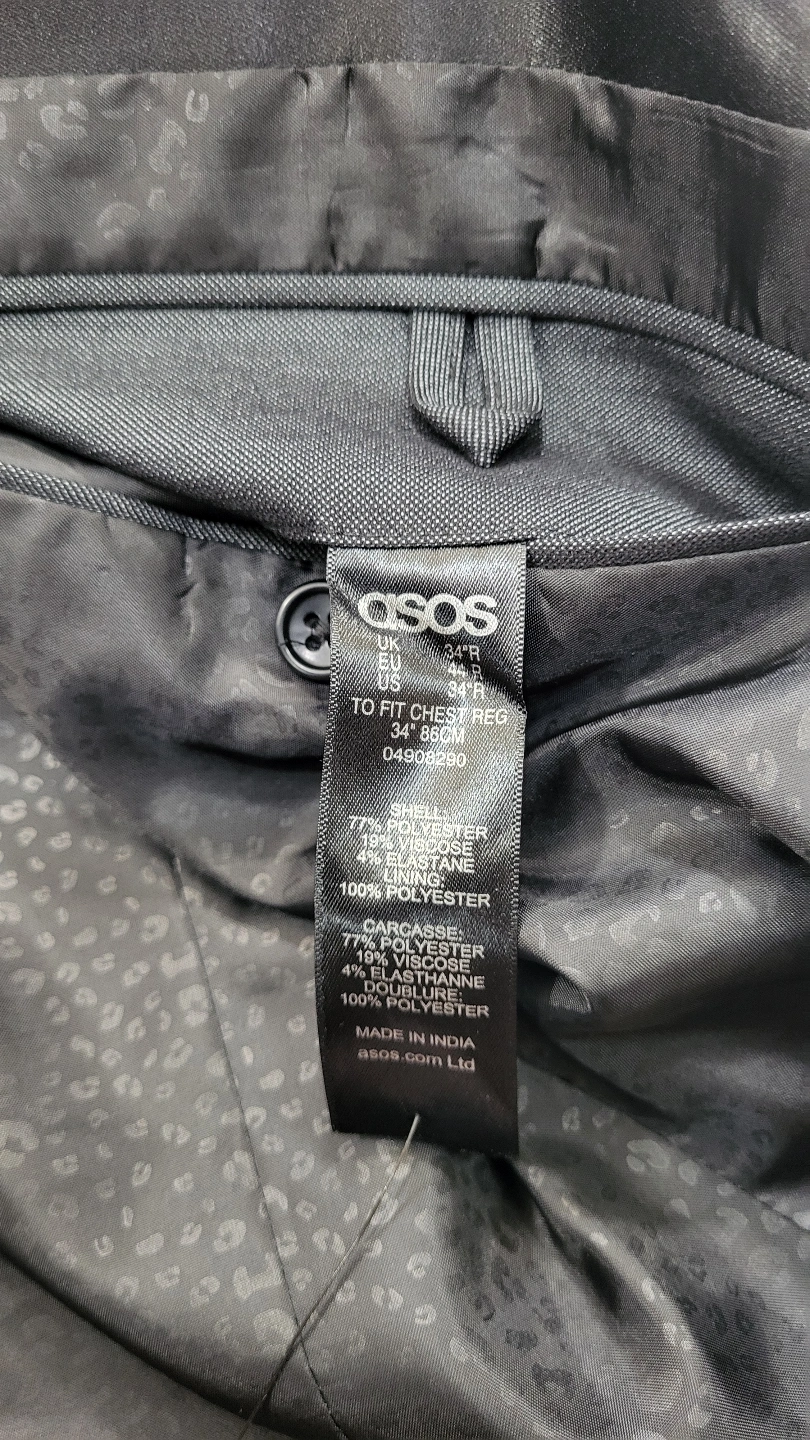 asos
UK 34"R
EU R
US 34"R
TO FIT CHEST REG
34" 86CM
04908290
SHELL:
77% POLYESTER
19% VISCOSE
4% ELASTANE
LINING:
100% POLYESTER
CARCASSE:
77% POLYESTER
19% VISCOSE
4% ELASTHANNE
DOUBLURE:
100% POLYESTER
MADE IN INDIA
asos.com Ltd